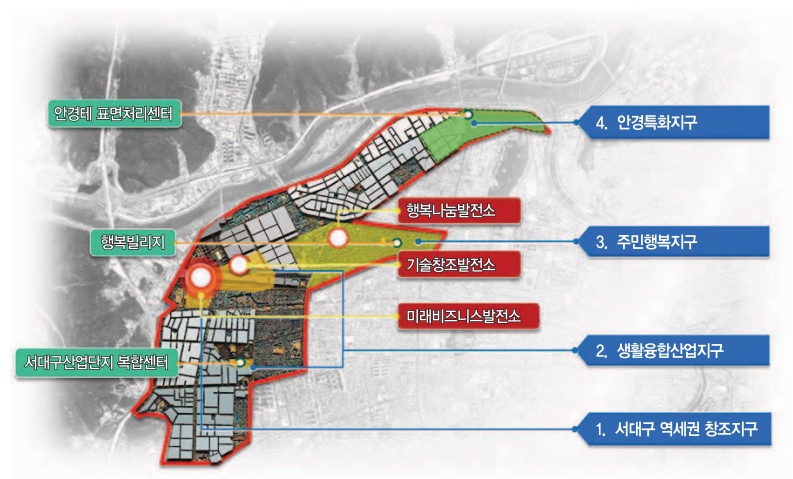 안경테 표면처리센터
4. 안경특화지구
행복나눔발전소
행복빌리지
3. 주민행복지구
기술창조발전소
미래비즈니스발전소
서대구산업단지 복합센터
2. 생활융합산업지구
1. 서대구 역세권 창조지구